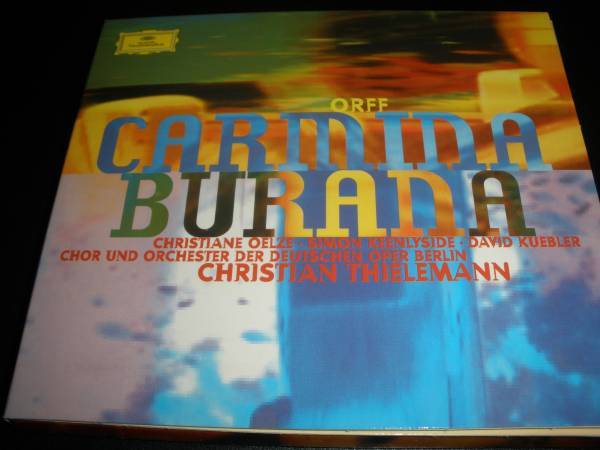 ORFF
CARMINA
BURANA
CHRISTIANE OELZE · SIMON KEENLYSIDE · DAVID KUEBLER
CHOR UND ORCHESTER DER DEUTSCHEN OPER BERLIN
CHRISTIAN THIELEMANN